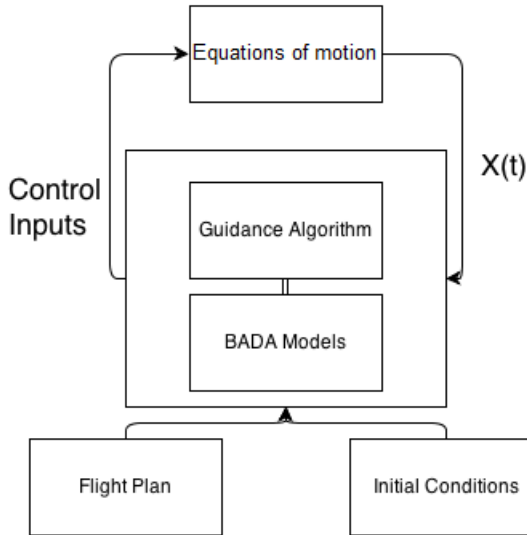 Equations of motion
X(t)
Control
Inputs
Guidance Algorithm
BADA Models
Flight Plan
Initial Conditions